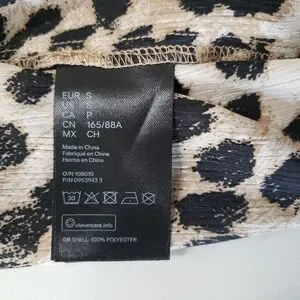 EUR S
US S
CA P
CN 165/88A
MX CH
Made in China
Fabriqué en Chine
Hecho en China
O/N 108010
P/N 0953943 3
30
clevercare.info
GB SHELL: 100% POLYESTER